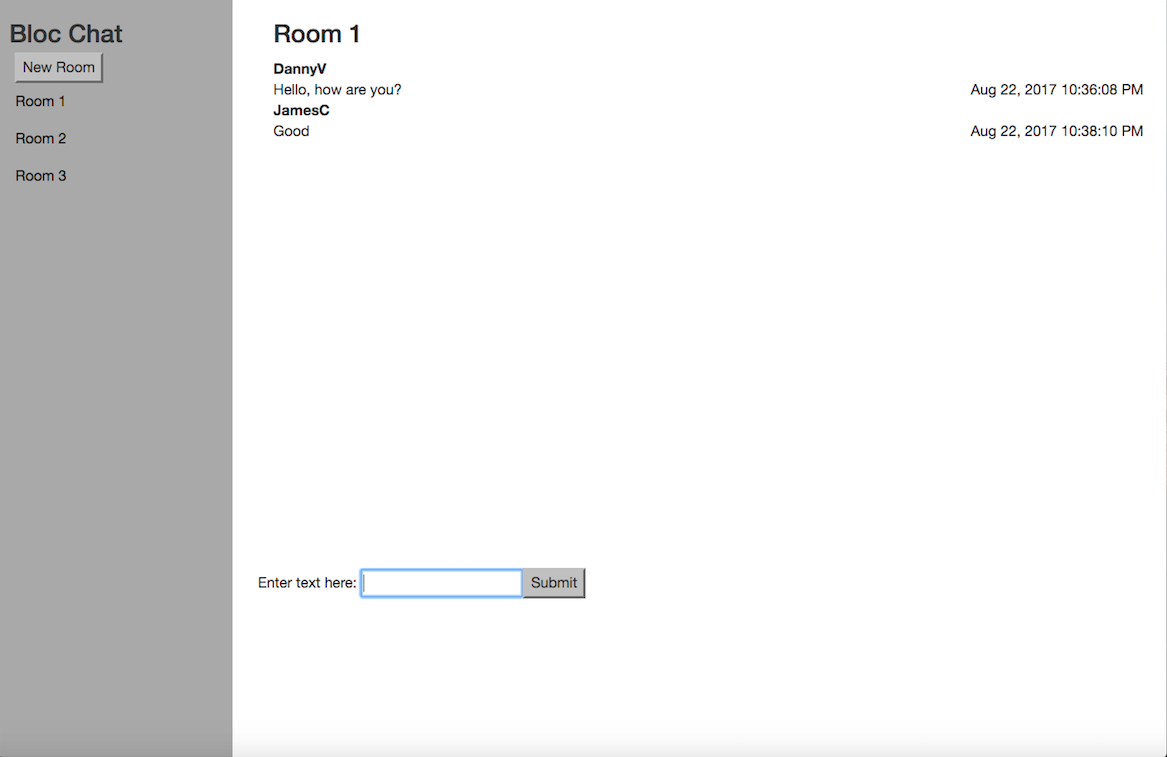 Bloc Chat
New Room
Room 1
Room 2
Room 3
Room 1
DannyV
Hello, how are you? Aug 22, 2017 10:36:08 PM
JamesC
Good Aug 22, 2017 10:38:10 PM
Enter text here: Submit